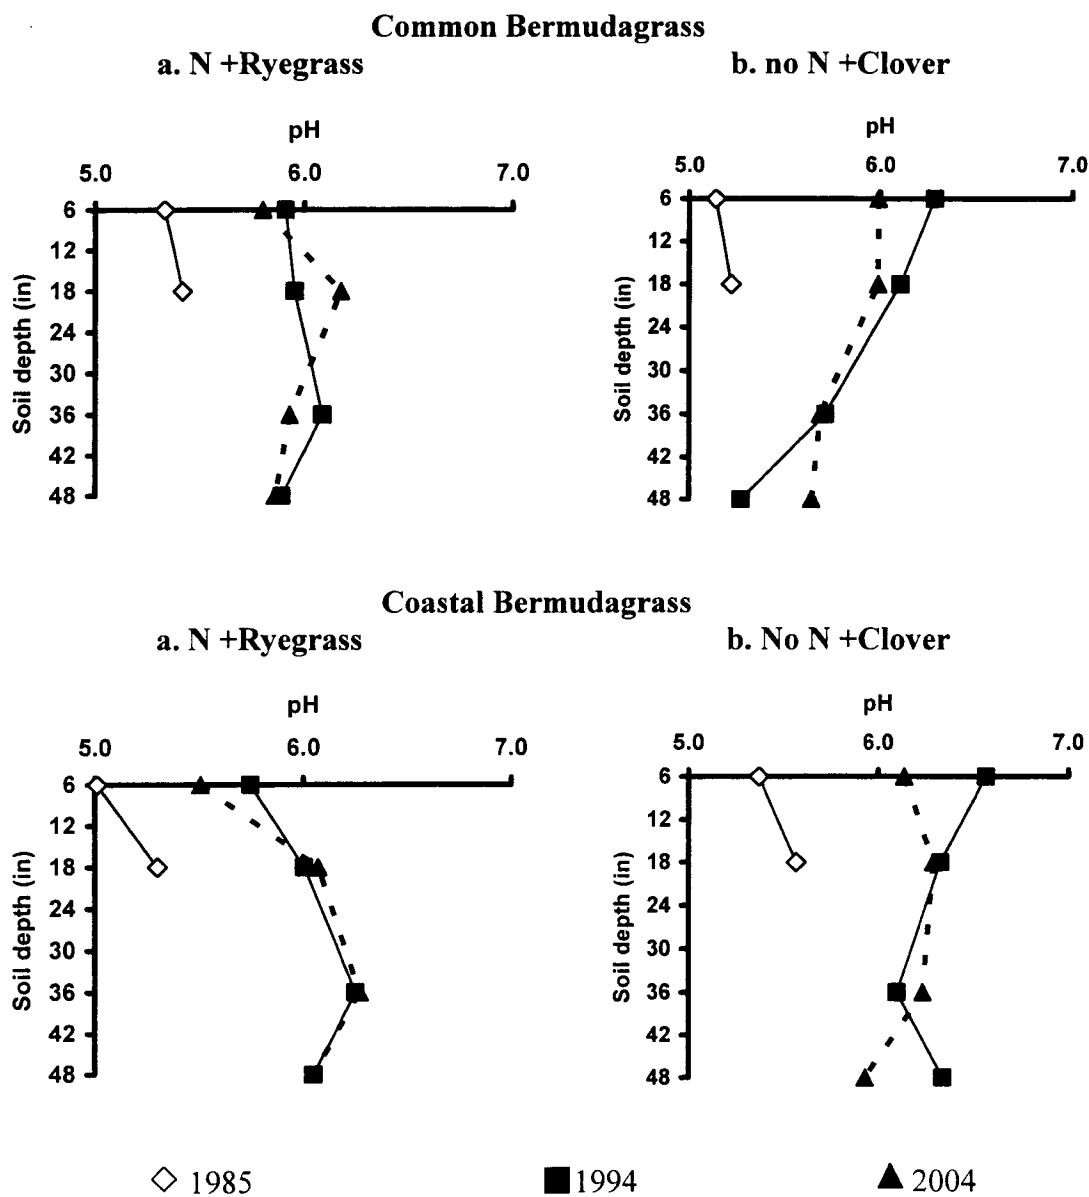 Common Bermudagrass
a. N +Ryegrass
b. no N +Clover
pH
5.0 6.0 7.0
6
12
18
24
30
36
42
48
Soil depth (in)
pH
5.0 6.0 7.0
6
12
18
24
30
36
42
48
Soil depth (in)
Coastal Bermudagrass
a. N +Ryegrass
b. No N +Clover
pH
5.0 6.0 7.0
6
12
18
24
30
36
42
48
Soil depth (in)
pH
5.0 6.0 7.0
6
12
18
24
30
36
42
48
Soil depth (in)
1985 1994 2004